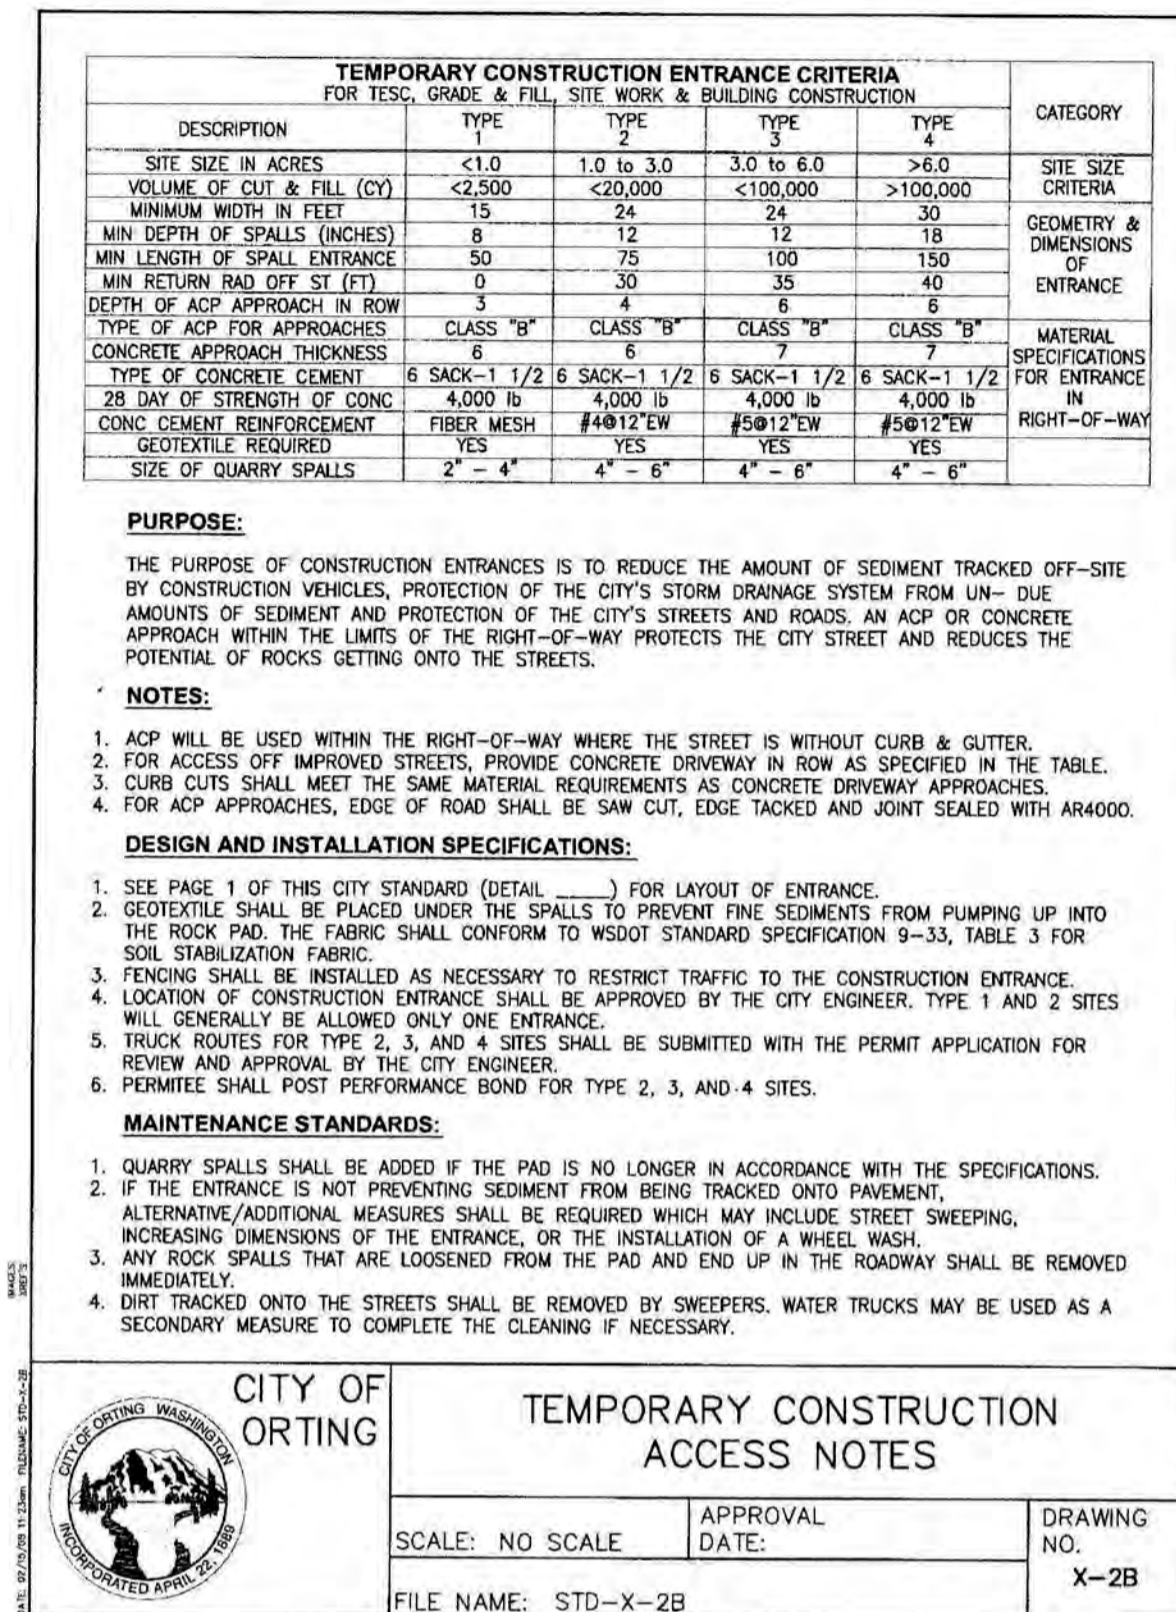 TEMPORARY CONSTRUCTION ENTRANCE CRITERIA
FOR TESC, GRADE & FILL, SITE WORK & BUILDING CONSTRUCTION
CATEGORY
DESCRIPTION TYPE 1 TYPE 2 TYPE 3 TYPE 4
SITE SIZE IN ACRES <1.0 1.0 to 3.0 3.0 to 6.0 >6.0
VOLUME OF CUT & FILL (CY) <2,500 <20,000 <100,000 >100,000
SITE SIZE
CRITERIA
MINIMUM WIDTH IN FEET 15 24 24 30
MIN DEPTH OF SPALLS (INCHES) 8 12 12 18
MIN LENGTH OF SPALL ENTRANCE 50 75 100 150
MIN RETURN RAD OFF ST (FT) 0 30 35 40
DEPTH OF ACP APPROACH IN ROW 3 4 6 6
GEOMETRY &
DIMENSIONS
OF
ENTRANCE
TYPE OF ACP FOR APPROACHES CLASS "B" CLASS "B" CLASS "B" CLASS "B"
CONCRETE APPROACH THICKNESS 6 6 7 7
TYPE OF CONCRETE CEMENT 6 SACK-1 1/2 6 SACK-1 1/2 6 SACK-1 1/2 6 SACK-1 1/2
28 DAY OF STRENGTH OF CONC 4,000 lb 4,000 lb 4,000 lb 4,000 lb
CONC CEMENT REINFORCEMENT FIBER MESH #4@12"EW #5@12"EW #5@12"EW
MATERIAL
SPECIFICATIONS
FOR ENTRANCE
IN
RIGHT-OF-WAY
GEOTEXTILE REQUIRED YES YES YES YES
SIZE OF QUARRY SPALLS 2" - 4" 4" - 6" 4" - 6" 4" - 6"
PURPOSE:
THE PURPOSE OF CONSTRUCTION ENTRANCES IS TO REDUCE THE AMOUNT OF SEDIMENT TRACKED OFF-SITE
BY CONSTRUCTION VEHICLES, PROTECTION OF THE CITY'S STORM DRAINAGE SYSTEM FROM UN- DUE
AMOUNTS OF SEDIMENT AND PROTECTION OF THE CITY'S STREETS AND ROADS. AN ACP OR CONCRETE
APPROACH WITHIN THE LIMITS OF THE RIGHT-OF-WAY PROTECTS THE CITY STREET AND REDUCES THE
POTENTIAL OF ROCKS GETTING ONTO THE STREETS.
NOTES:
1. ACP WILL BE USED WITHIN THE RIGHT-OF-WAY WHERE THE STREET IS WITHOUT CURB & GUTTER.
2. FOR ACCESS OFF IMPROVED STREETS, PROVIDE CONCRETE DRIVEWAY IN ROW AS SPECIFIED IN THE TABLE.
3. CURB CUTS SHALL MEET THE SAME MATERIAL REQUIREMENTS AS CONCRETE DRIVEWAY APPROACHES.
4. FOR ACP APPROACHES, EDGE OF ROAD SHALL BE SAW CUT, EDGE TACKED AND JOINT SEALED WITH AR4000.
DESIGN AND INSTALLATION SPECIFICATIONS:
1. SEE PAGE 1 OF THIS CITY STANDARD (DETAIL _____) FOR LAYOUT OF ENTRANCE.
2. GEOTEXTILE SHALL BE PLACED UNDER THE SPALLS TO PREVENT FINE SEDIMENTS FROM PUMPING UP INTO
THE ROCK PAD. THE FABRIC SHALL CONFORM TO WSDOT STANDARD SPECIFICATION 9-33, TABLE 3 FOR
SOIL STABILIZATION FABRIC.
3. FENCING SHALL BE INSTALLED AS NECESSARY TO RESTRICT TRAFFIC TO THE CONSTRUCTION ENTRANCE.
4. LOCATION OF CONSTRUCTION ENTRANCE SHALL BE APPROVED BY THE CITY ENGINEER. TYPE 1 AND 2 SITES
WILL GENERALLY BE ALLOWED ONLY ONE ENTRANCE.
5. TRUCK ROUTES FOR TYPE 2, 3, AND 4 SITES SHALL BE SUBMITTED WITH THE PERMIT APPLICATION FOR
REVIEW AND APPROVAL BY THE CITY ENGINEER.
6. PERMITEE SHALL POST PERFORMANCE BOND FOR TYPE 2, 3, AND 4 SITES.
MAINTENANCE STANDARDS:
1. QUARRY SPALLS SHALL BE ADDED IF THE PAD IS NO LONGER IN ACCORDANCE WITH THE SPECIFICATIONS.
2. IF THE ENTRANCE IS NOT PREVENTING SEDIMENT FROM BEING TRACKED ONTO PAVEMENT,
ALTERNATIVE/ADDITIONAL MEASURES SHALL BE REQUIRED WHICH MAY INCLUDE STREET SWEEPING,
INCREASING DIMENSIONS OF THE ENTRANCE, OR THE INSTALLATION OF A WHEEL WASH.
3. ANY ROCK SPALLS THAT ARE LOOSENED FROM THE PAD AND END UP IN THE ROADWAY SHALL BE REMOVED
IMMEDIATELY.
4. DIRT TRACKED ONTO THE STREETS SHALL BE REMOVED BY SWEEPERS. WATER TRUCKS MAY BE USED AS A
SECONDARY MEASURE TO COMPLETE THE CLEANING IF NECESSARY.
IMAGES:
XREF'S:
FILENAME: STD-X-2B
CITY OF ORTING WASHINGTON
INCORPORATED APRIL 22, 1889
CITY OF
ORTING
TEMPORARY CONSTRUCTION
ACCESS NOTES
SCALE: NO SCALE
APPROVAL
DATE:
DRAWING
NO.
X-2B
FILE NAME: STD-X-2B